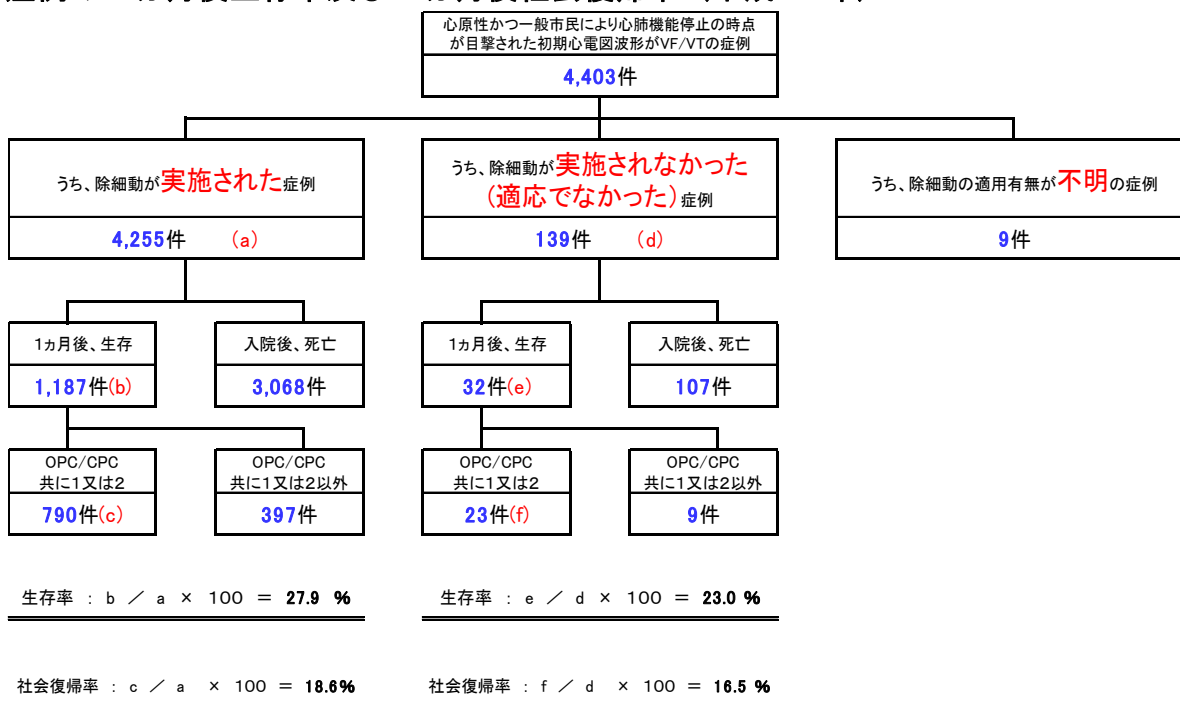 心原性かつ一般市民により心肺機能停止の時点
が目撃された初期心電図波形がVF/VTの症例
4,403件
うち、除細動が実施された症例
4,255件 (a)
うち、除細動が実施されなかった
(適応でなかった)症例
139件 (d)
うち、除細動の適用有無が不明の症例
9件
1ヵ月後、生存
1,187件(b)
入院後、死亡
3,068件
1ヵ月後、生存
32件(e)
入院後、死亡
107件
OPC/CPC
共に1又は2
790件(c)
OPC/CPC
共に1又は2以外
397件
OPC/CPC
共に1又は2
23件(f)
OPC/CPC
共に1又は2以外
9件
生存率 : b / a × 100 = 27.9 %
生存率 : e / d × 100 = 23.0 %
社会復帰率 : c / a × 100 = 18.6%
社会復帰率 : f / d × 100 = 16.5 %